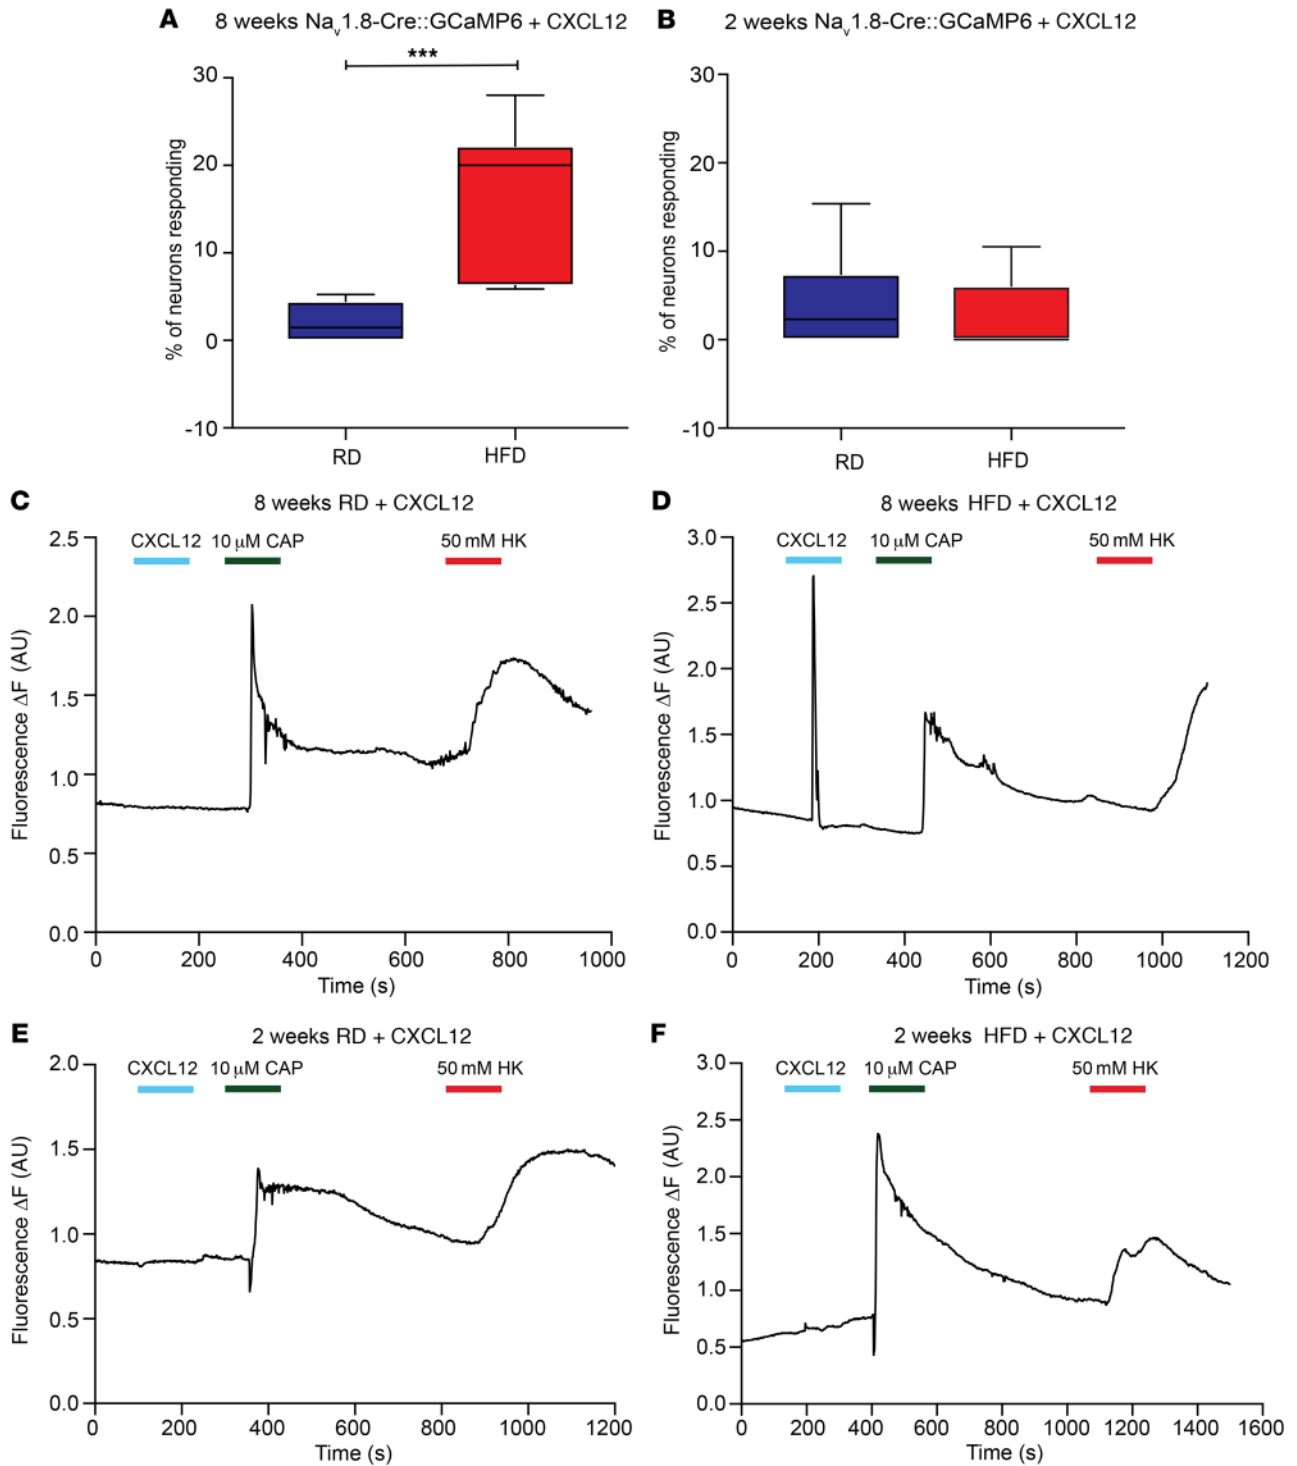 A 8 weeks Nav1.8-Cre::GCaMP6 + CXCL12
***
30
20
10
0
-10
% of neurons responding
RD HFD
B 2 weeks Nav1.8-Cre::GCaMP6 + CXCL12
30
20
10
0
-10
% of neurons responding
RD HFD
C 8 weeks RD + CXCL12
CXCL12 10 µM CAP 50 mM HK
2.5
2.0
1.5
1.0
0.5
0.0
Fluorescence ΔF (AU)
0 200 400 600 800 1000
Time (s)
D 8 weeks HFD + CXCL12
CXCL12 10 µM CAP 50 mM HK
3.0
2.5
2.0
1.5
1.0
0.5
0.0
Fluorescence ΔF (AU)
0 200 400 600 800 1000 1200
Time (s)
E 2 weeks RD + CXCL12
CXCL12 10 µM CAP 50 mM HK
2.0
1.5
1.0
0.5
0.0
Fluorescence ΔF (AU)
0 200 400 600 800 1000 1200
Time (s)
F 2 weeks HFD + CXCL12
CXCL12 10 µM CAP 50 mM HK
3.0
2.5
2.0
1.5
1.0
0.5
0.0
Fluorescence ΔF (AU)
0 200 400 600 800 1000 1200 1400 1600
Time (s)